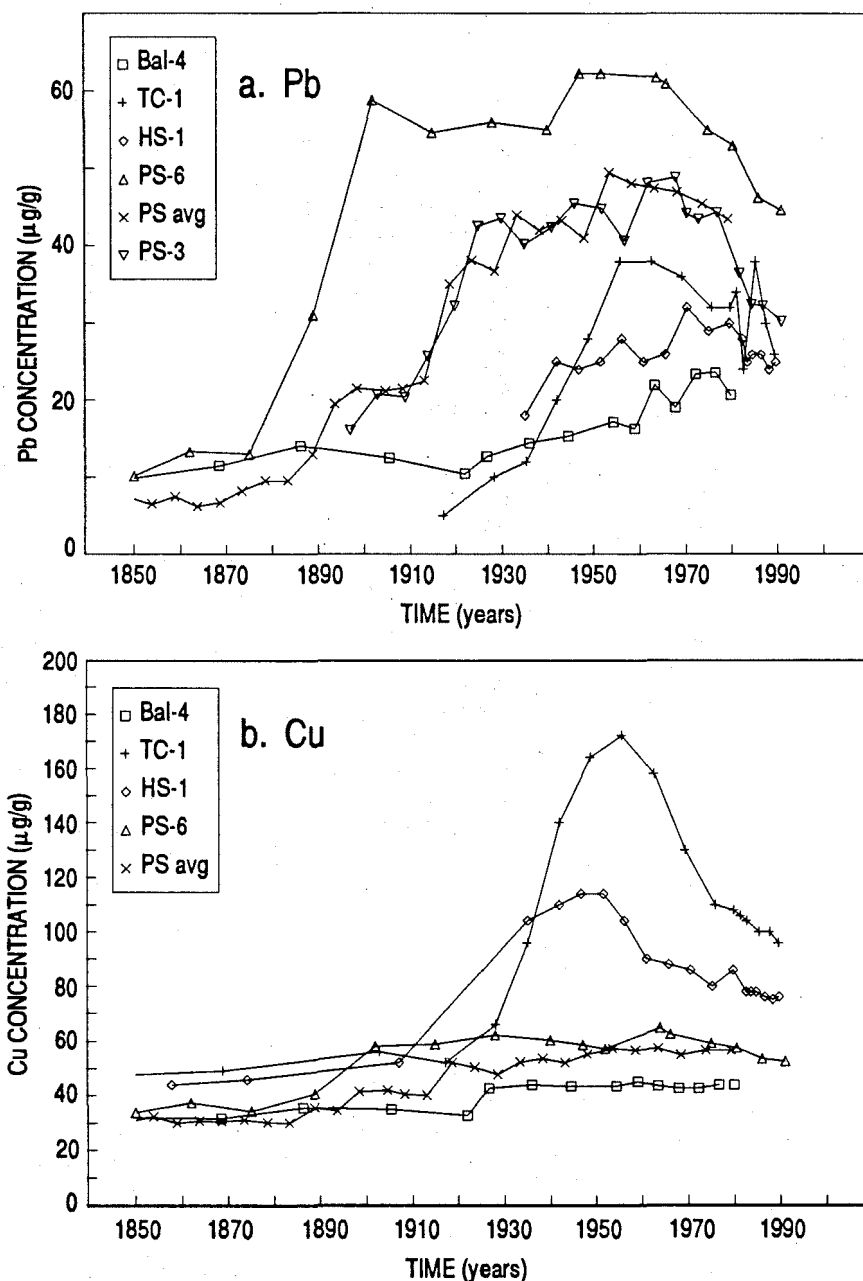 a. Pb
Bal-4
TC-1
HS-1
PS-6
PS avg
PS-3
Pb CONCENTRATION (μg/g)
60
40
20
0
1850 1870 1890 1910 1930 1950 1970 1990
TIME (years)
b. Cu
Bal-4
TC-1
HS-1
PS-6
PS avg
Cu CONCENTRATION (μg/g)
200
180
160
140
120
100
80
60
40
20
0
1850 1870 1890 1910 1930 1950 1970 1990
TIME (years)